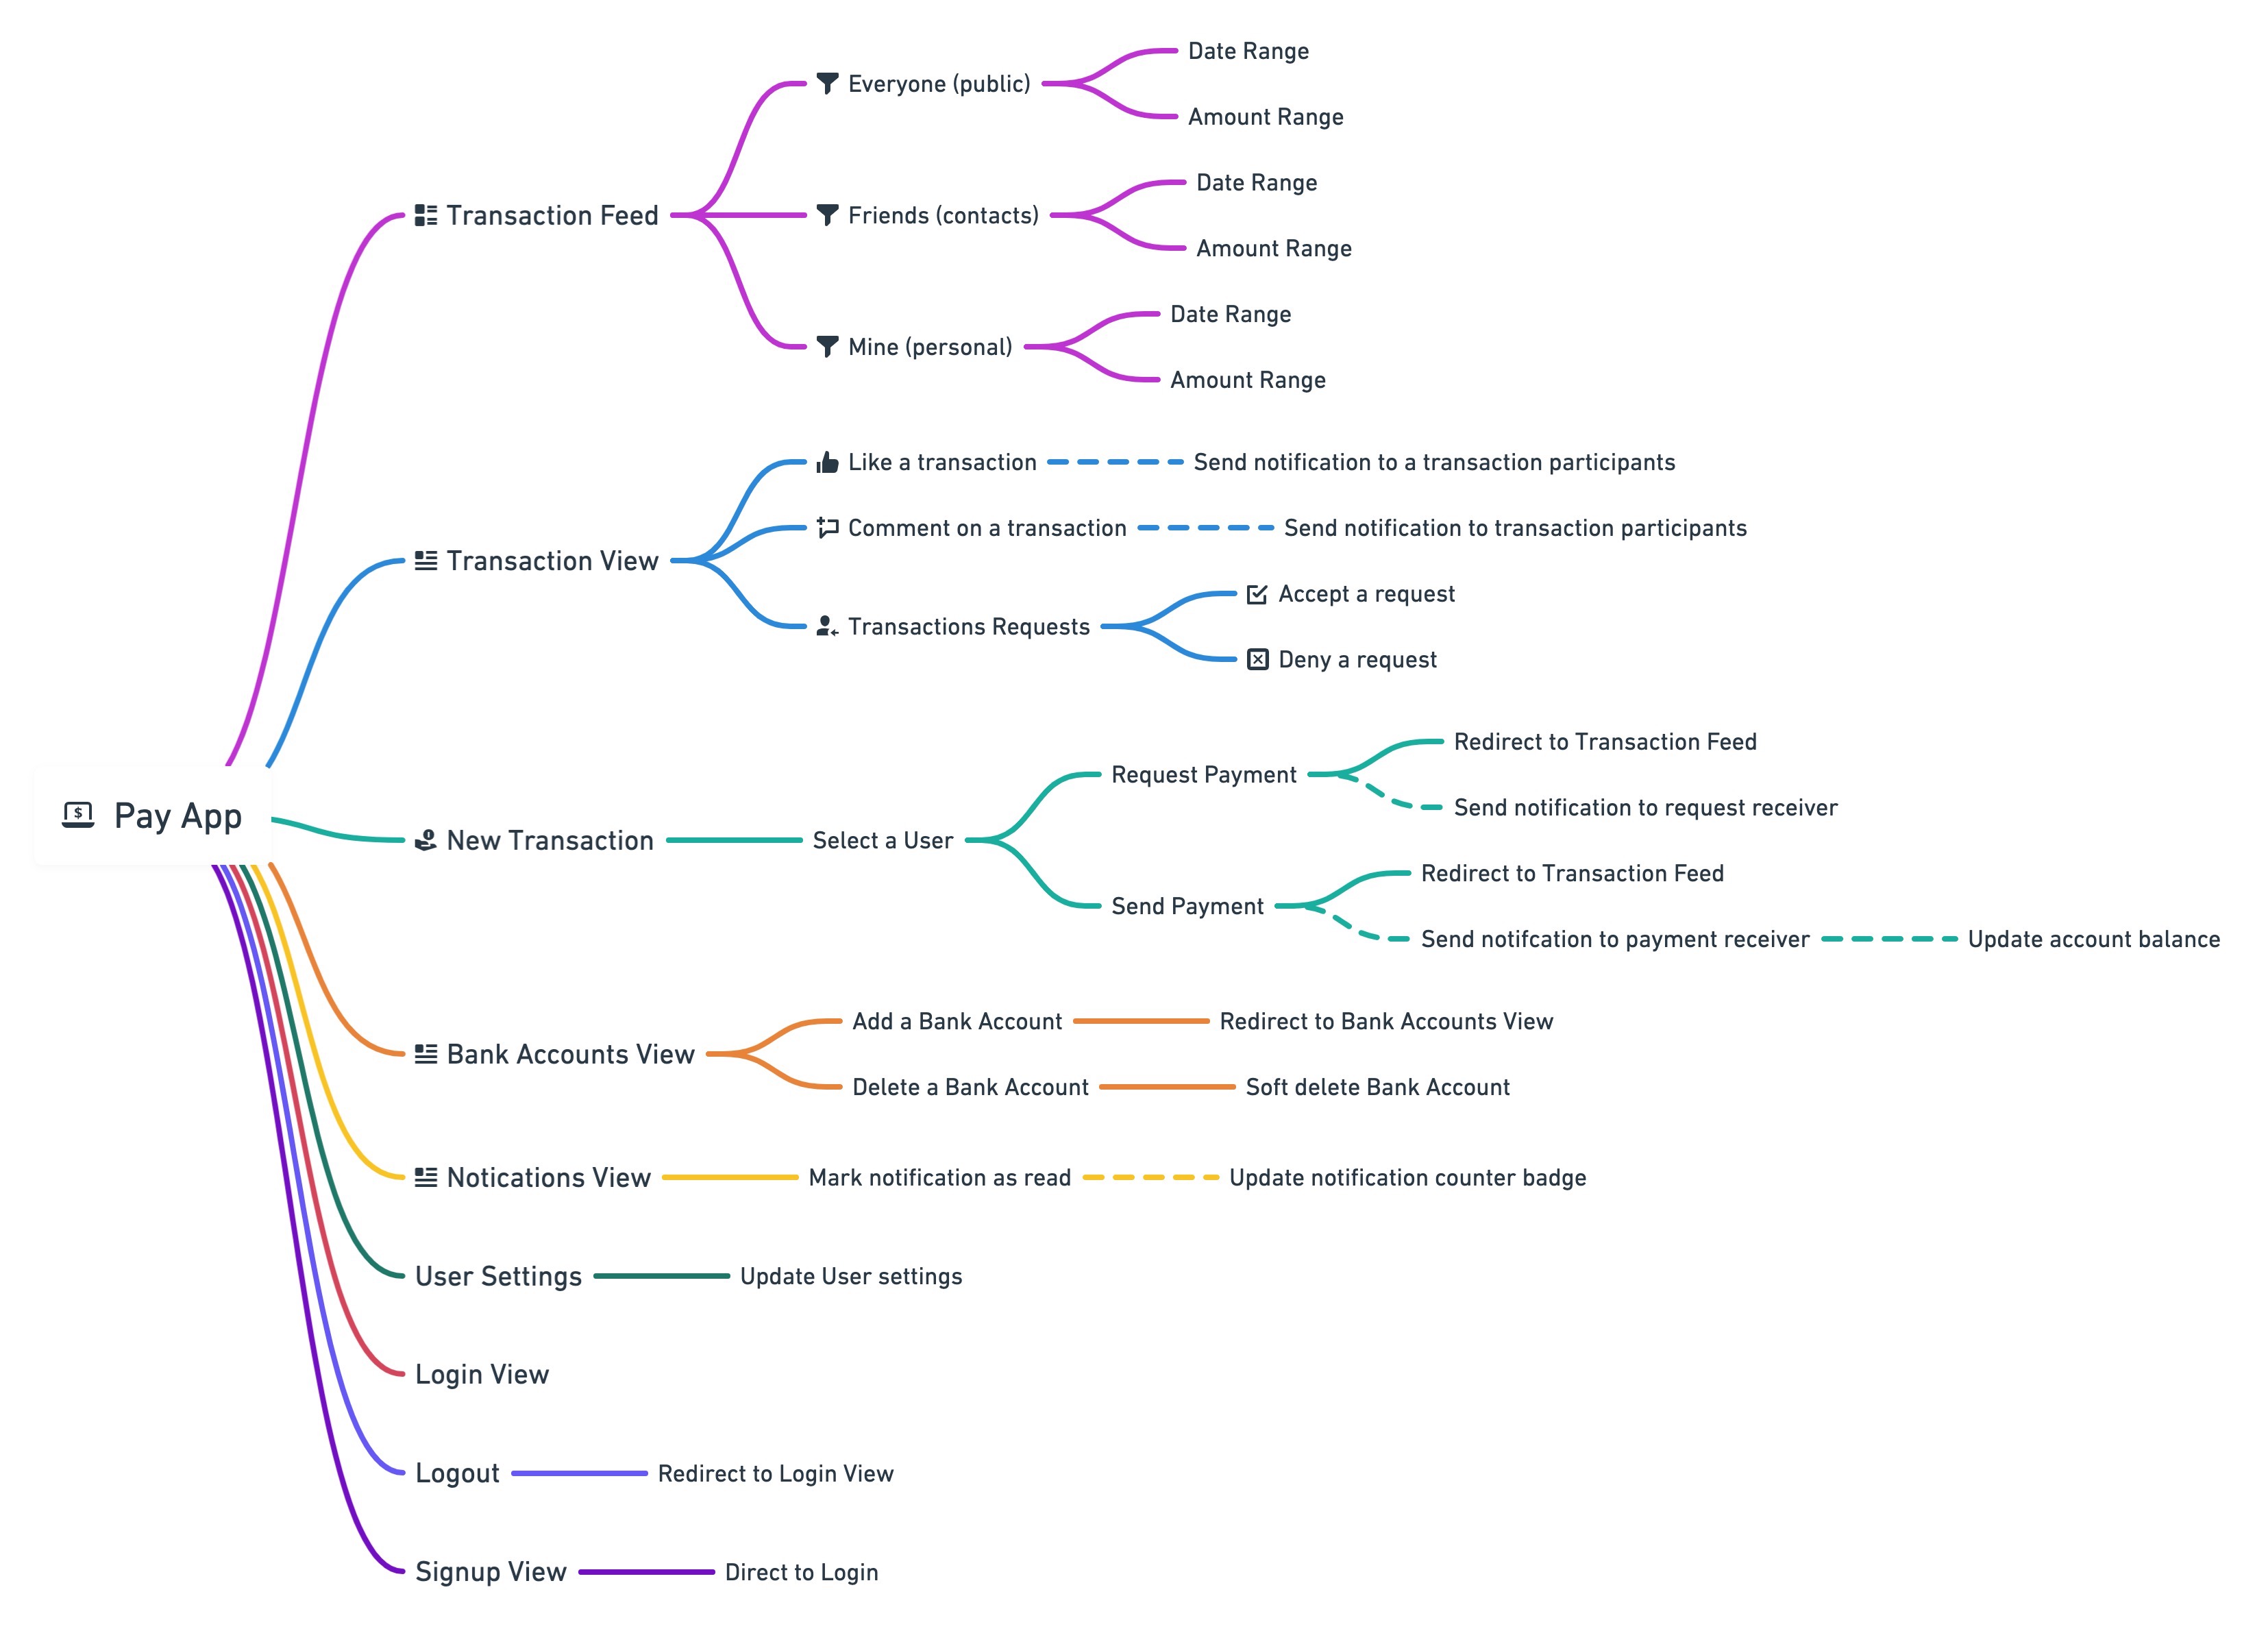 Date Range
Everyone (public)
Amount Range
Date Range
Transaction Feed
Friends (contacts)
Amount Range
Date Range
Mine (personal)
Amount Range
Like a transaction
Send notification to a transaction participants
Comment on a transaction
Send notification to transaction participants
Transaction View
Accept a request
Transactions Requests
Deny a request
Redirect to Transaction Feed
Request Payment
Send notification to request receiver
Pay App
New Transaction
Select a User
Redirect to Transaction Feed
Send Payment
Send notifcation to payment receiver
Update account balance
Add a Bank Account
Redirect to Bank Accounts View
Bank Accounts View
Delete a Bank Account
Soft delete Bank Account
Notications View
Mark notification as read
Update notification counter badge
User Settings
Update User settings
Login View
Logout
Redirect to Login View
Signup View
Direct to Login